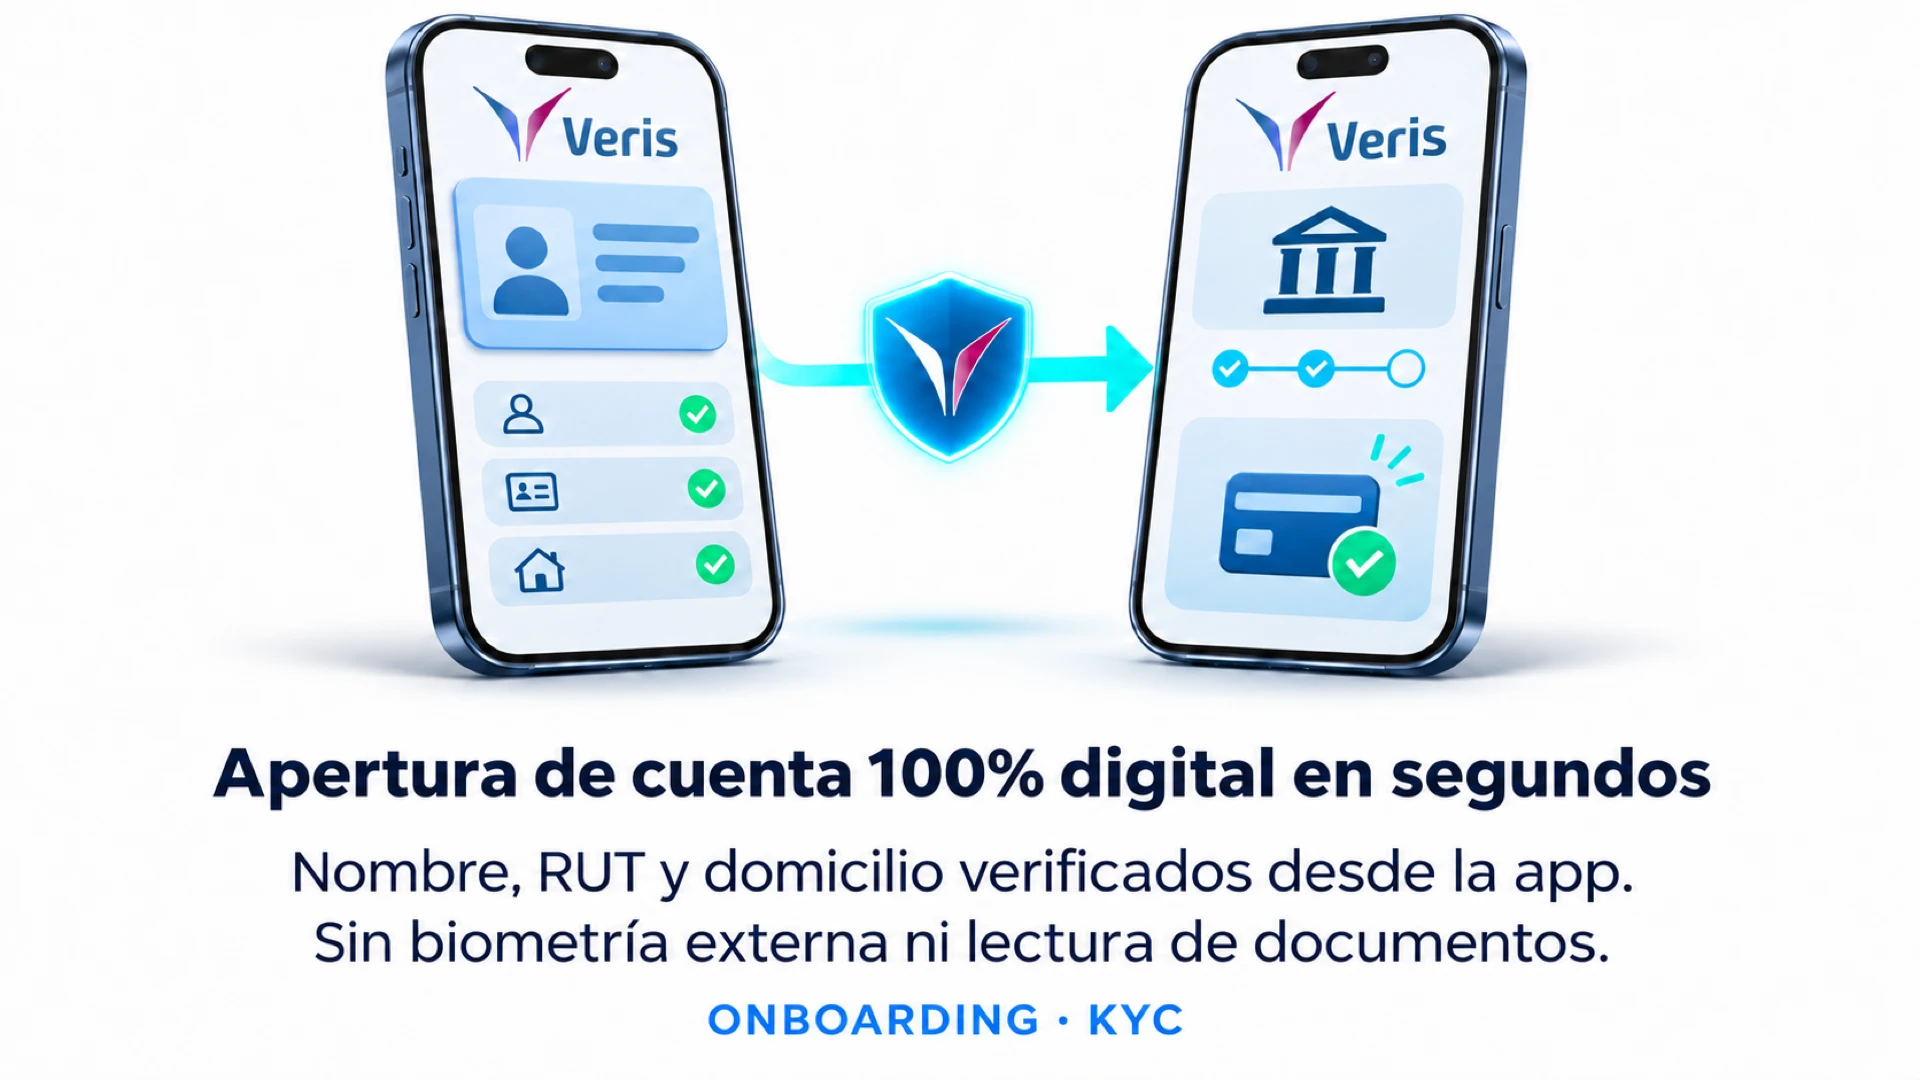 Veris
Veris
Apertura de cuenta 100% digital en segundos
Nombre, RUT y domicilio verificados desde la app.
Sin biometría externa ni lectura de documentos.
ONBOARDING · KYC